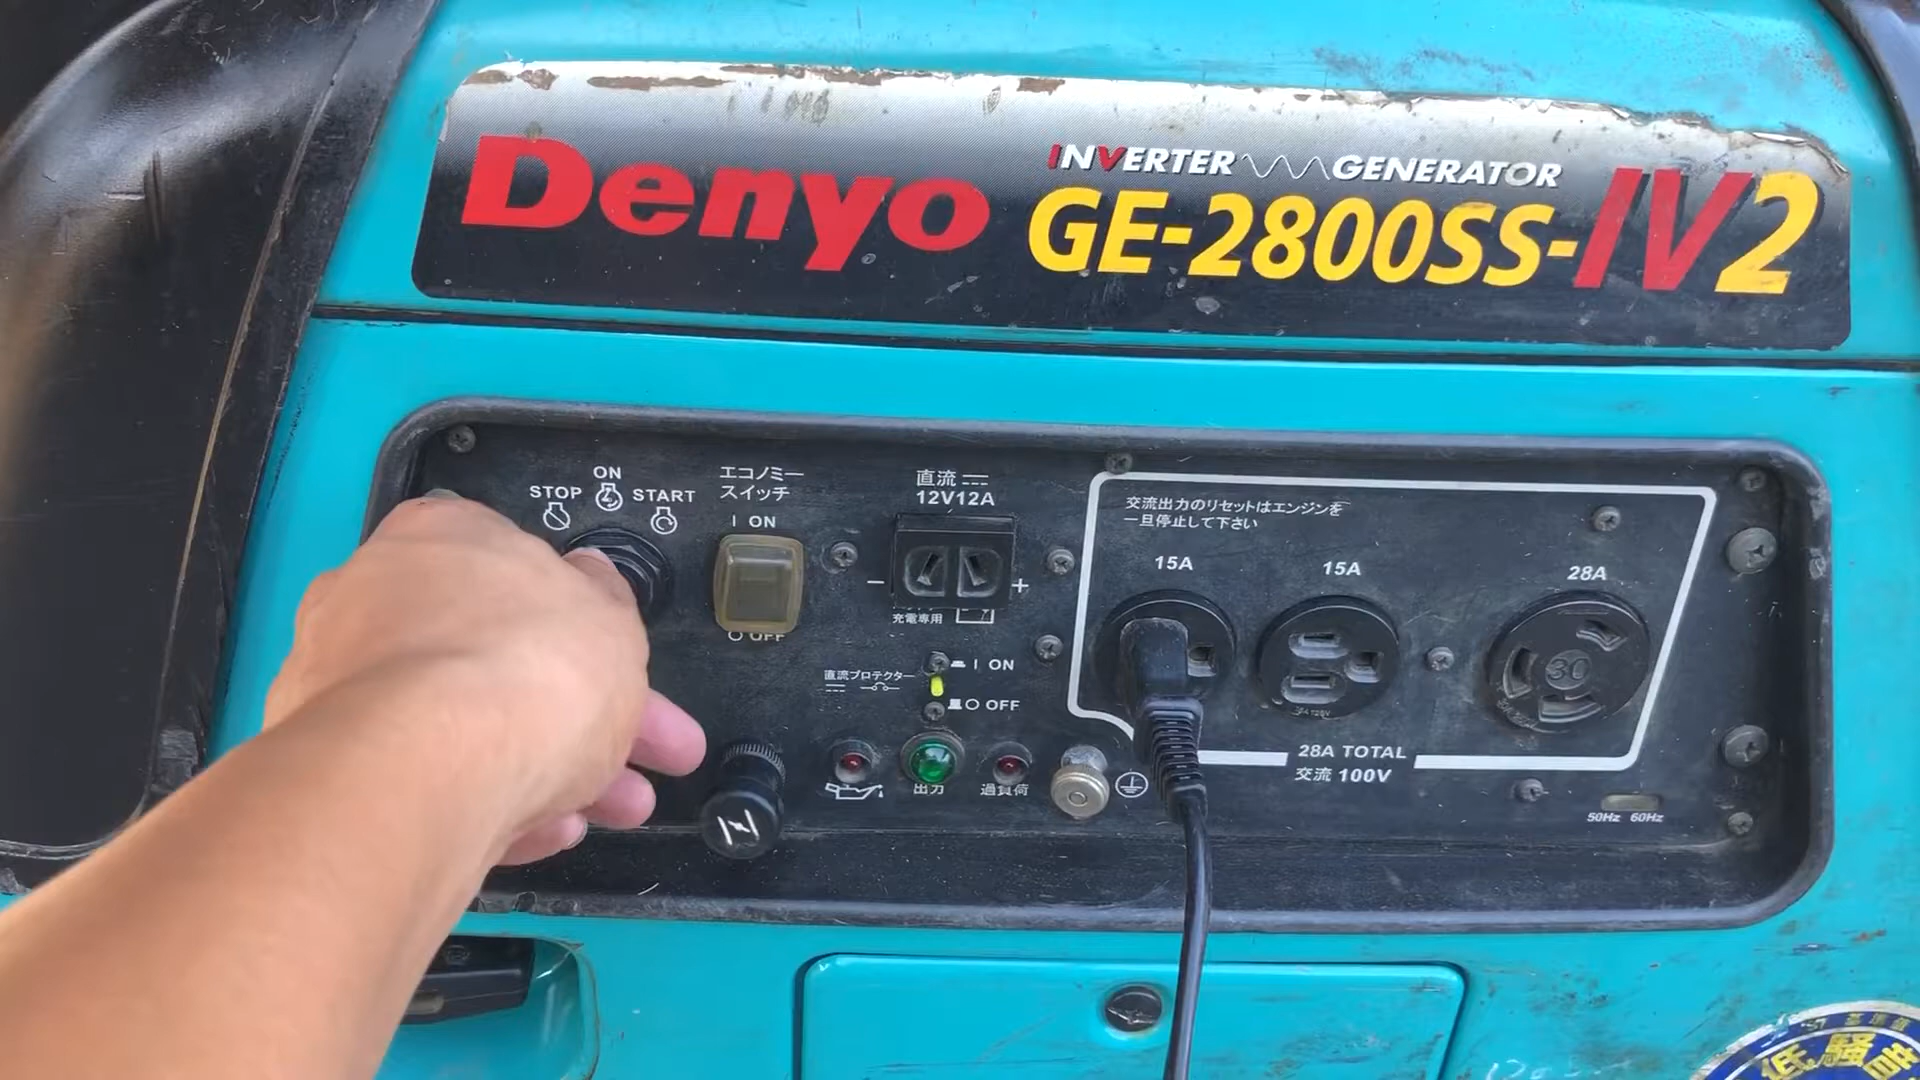 Denyo
INVERTER GENERATOR
GE-2800SS-IV2
STOP
ON
START
エコノミー
スイッチ
| ON
○ OFF
直流
12V12A
− +
充電専用
直流プロテクター
| ON
○ OFF
出力
過負荷
交流出力のリセットはエンジンを
一旦停止して下さい
15A
15A
28A
30
28A TOTAL
交流 100V
50Hz 60Hz
低騒音